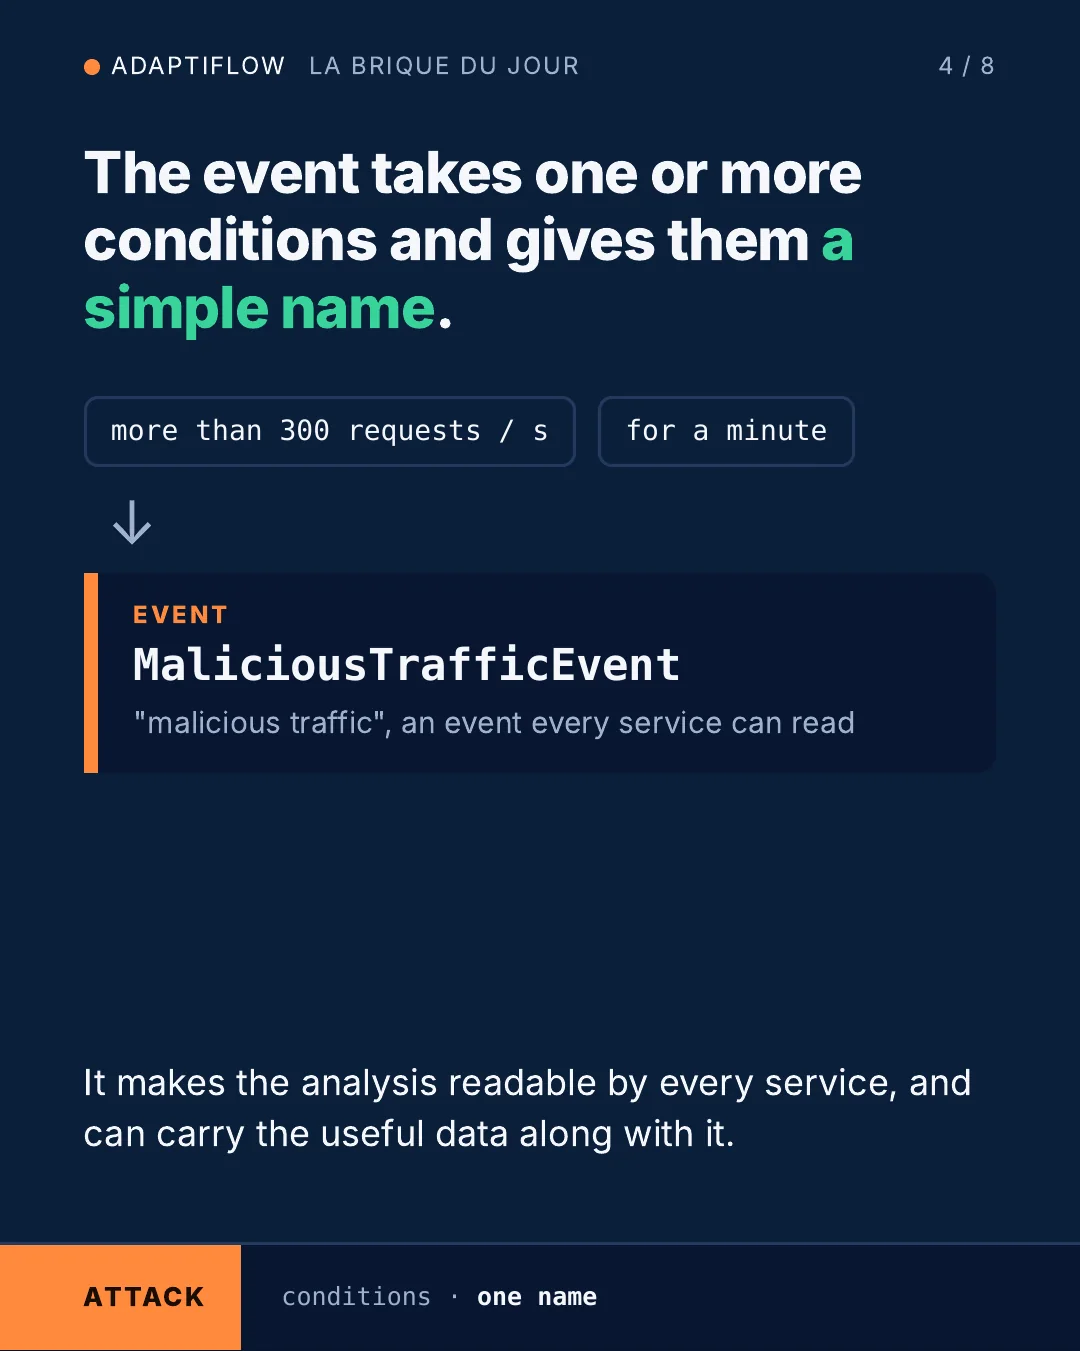 ADAPTIFLOW LA BRIQUE DU JOUR 4 / 8
The event takes one or more
conditions and gives them a
simple name.
more than 300 requests / s for a minute
EVENT
MaliciousTrafficEvent
"malicious traffic", an event every service can read
It makes the analysis readable by every service, and
can carry the useful data along with it.
ATTACK conditions · one name